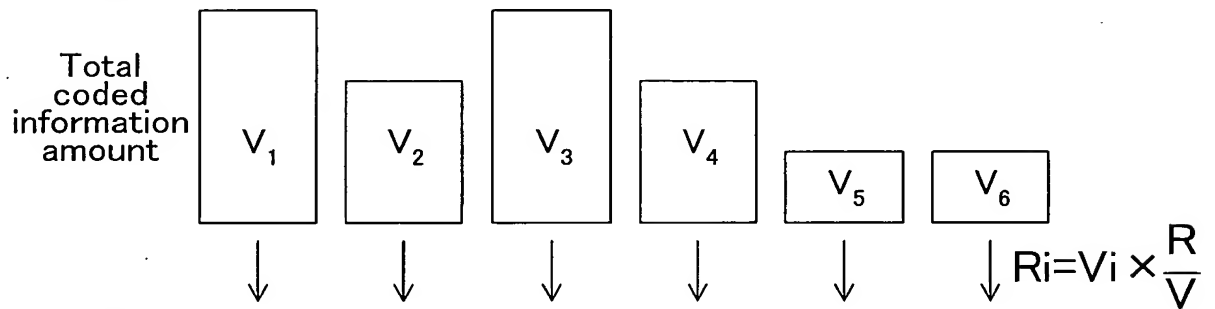 Total
coded
information
amount
V₁
V₂
V₃
V₄
V₅
V₆
Ri=Vi × R/V